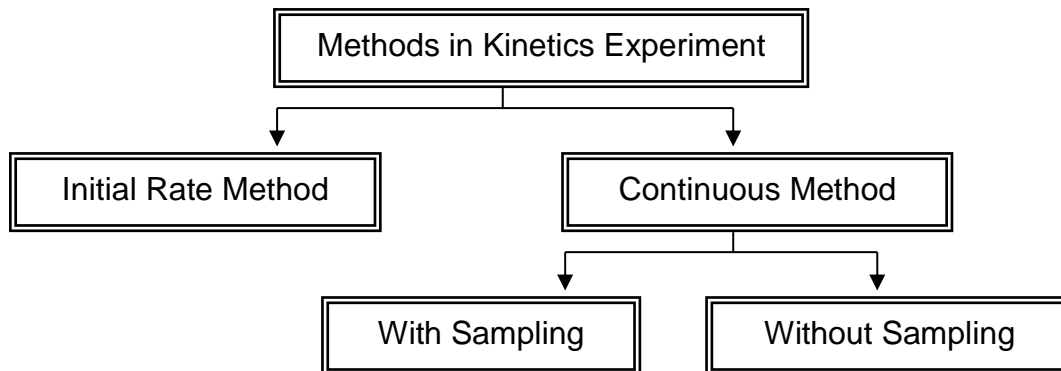 Methods in Kinetics Experiment
Initial Rate Method
Continuous Method
With Sampling
Without Sampling